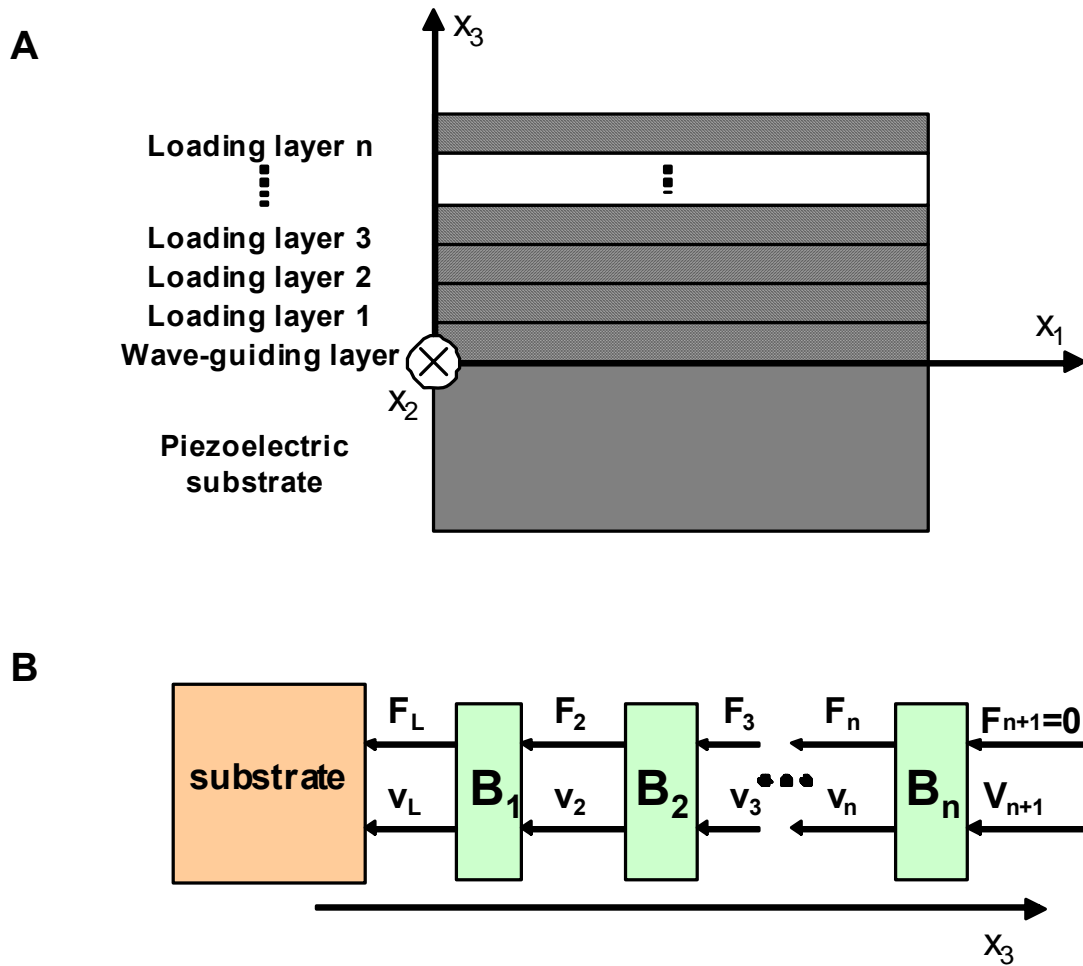 A
X3
Loading layer n
Loading layer 3
Loading layer 2
Loading layer 1
Wave-guiding layer
X1
X2
Piezoelectric
substrate
B
FL
F2
F3
Fn
Fn+1=0
substrate
B1
B2
Bn
vL
v2
v3
vn
Vn+1
X3